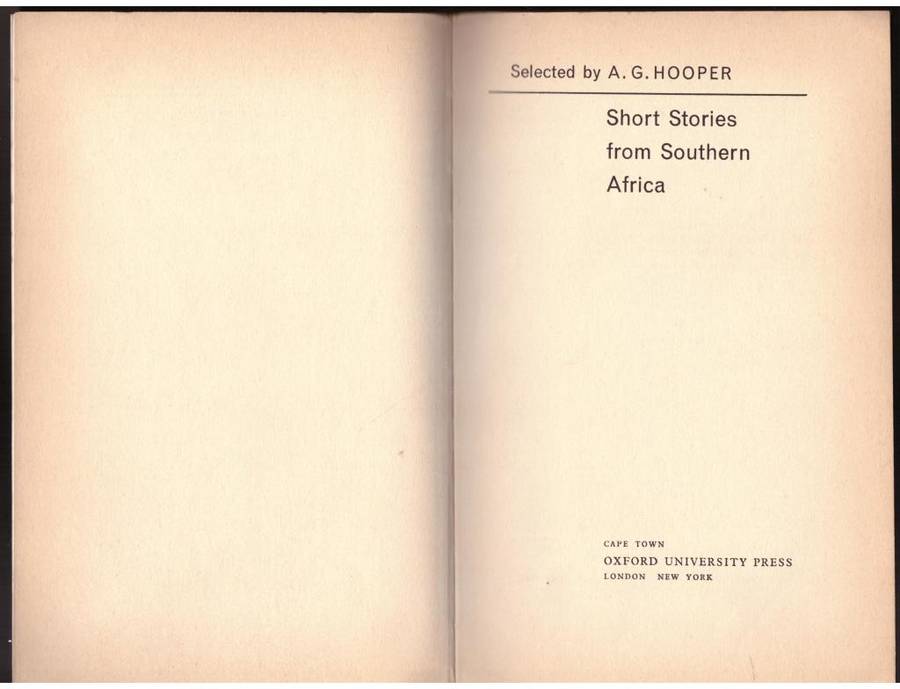 Selected by A. G. HOOPER
Short Stories
from Southern
Africa
CAPE TOWN
OXFORD UNIVERSITY PRESS
LONDON NEW YORK